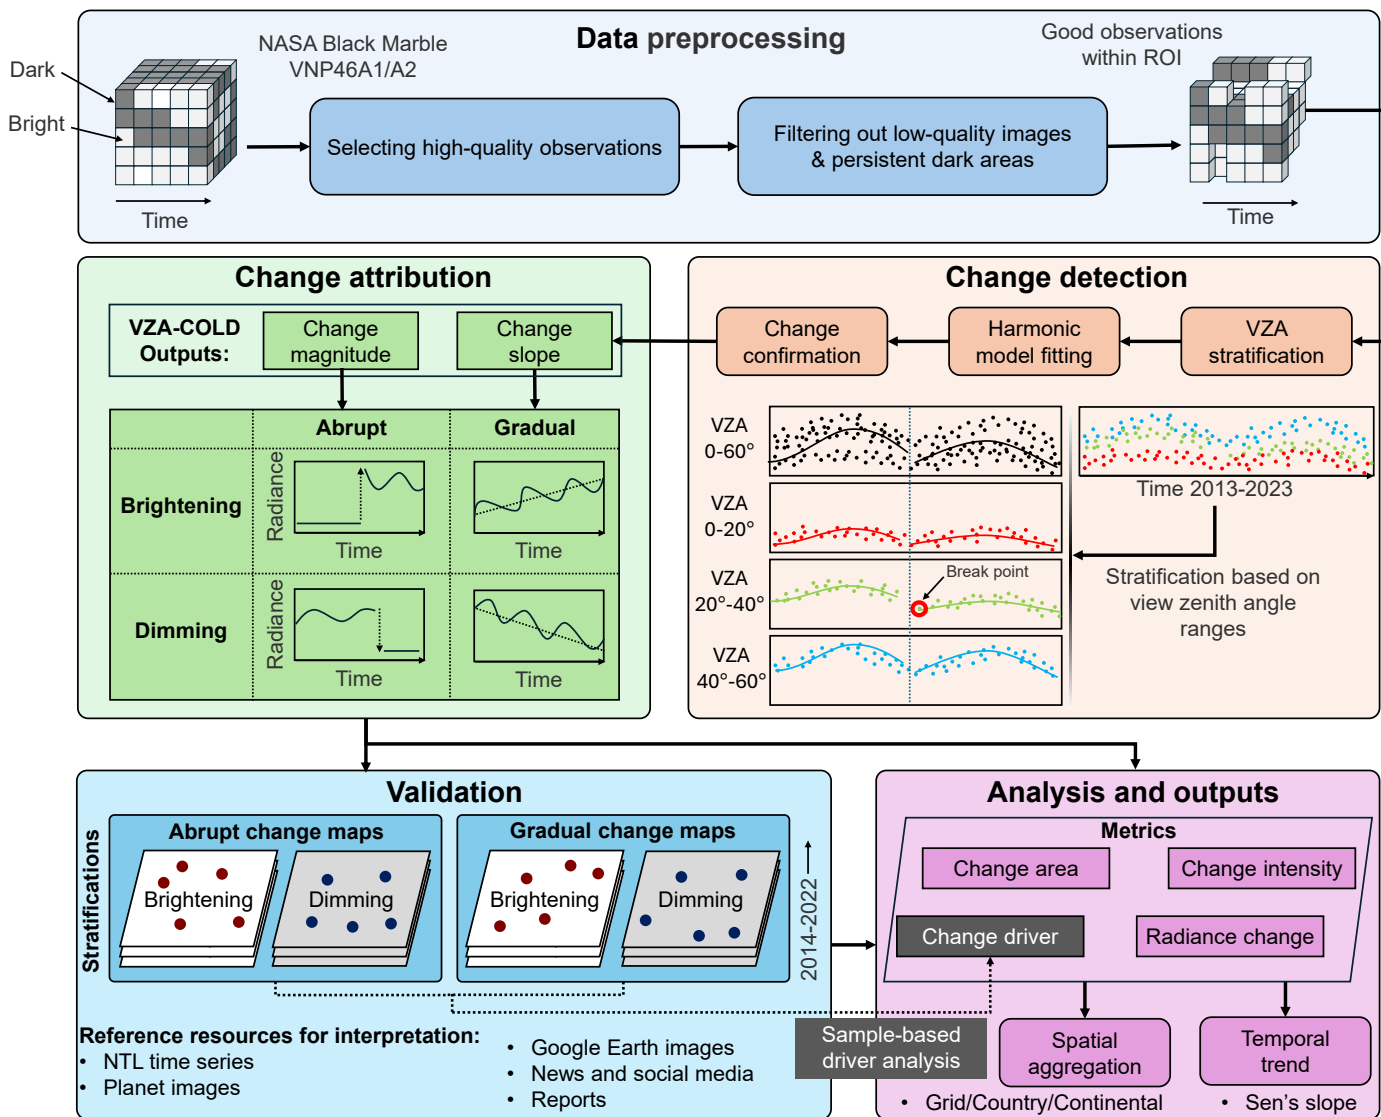 Data preprocessing
NASA Black Marble
VNP46A1/A2
Good observations
within ROI
Dark
Bright
Selecting high-quality observations
Filtering out low-quality images
& persistent dark areas
Time
Time
Change attribution
VZA-COLD
Outputs:
Change
magnitude
Change
slope
Abrupt
Gradual
Brightening
Radiance
Time
Time
Dimming
Radiance
Time
Time
Change detection
Change
confirmation
Harmonic
model fitting
VZA
stratification
VZA
0-60°
VZA
0-20°
VZA
20°-40°
Break point
VZA
40°-60°
Time 2013-2023
Stratification based on
view zenith angle
ranges
Validation
Stratifications
Abrupt change maps
Brightening
Dimming
Gradual change maps
Brightening
Dimming
2014-2022
Reference resources for interpretation:
• NTL time series
• Planet images
• Google Earth images
• News and social media
• Reports
Sample-based
driver analysis
Analysis and outputs
Metrics
Change area
Change intensity
Change driver
Radiance change
Spatial
aggregation
Temporal
trend
• Grid/Country/Continental
• Sen's slope